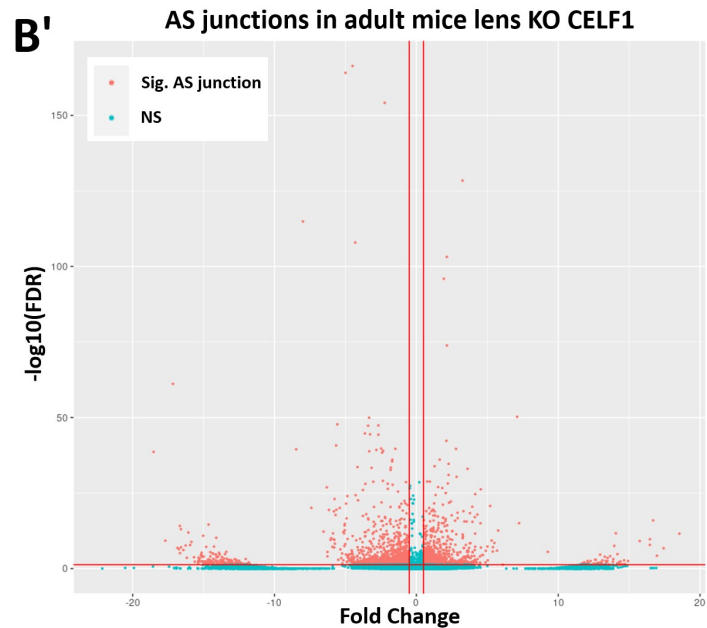 B'
AS junctions in adult mice lens KO CELF1
Sig. AS junction
NS
-log10(FDR)
150
100
50
0
-20
-10
0
10
20
Fold Change